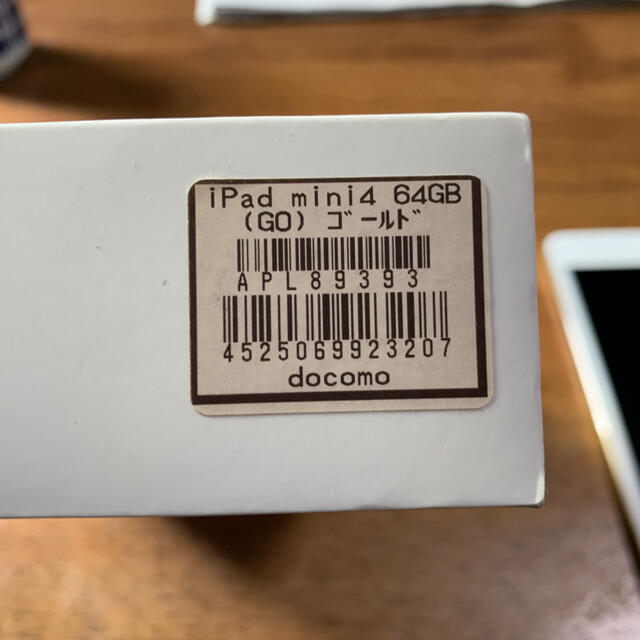 iPad mini4 64GB
(GO) ｺﾞｰﾙﾄﾞ
APL89393
4525069923207
docomo